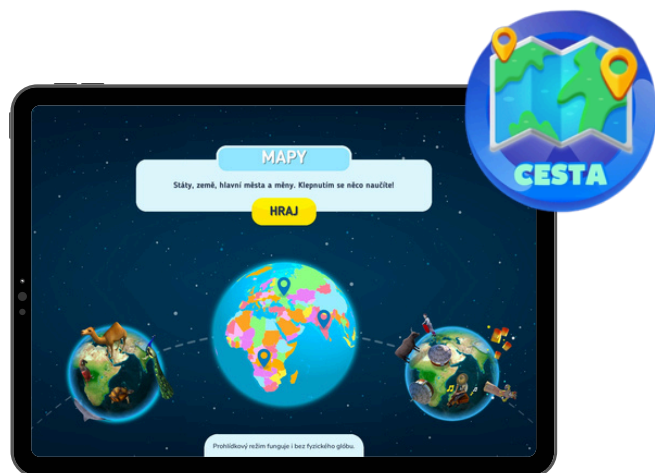 MAPY
Státy, země, hlavní města a měny. Klepnutím se něco naučíte!
HRAJ
CESTA
Prohlídkový režim funguje i bez fyzického glóbu.